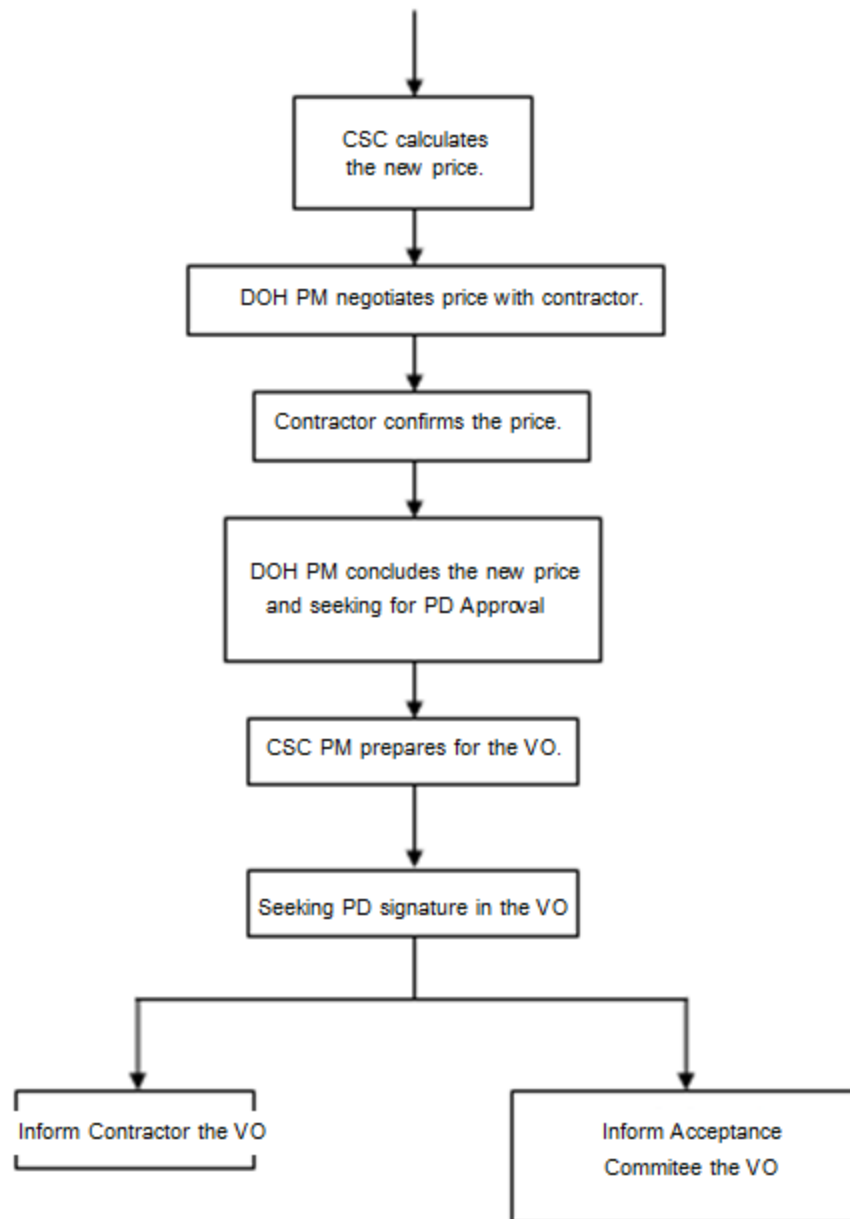 CSC calculates
the new price.
DOH PM negotiates price with contractor.
Contractor confirms the price.
DOH PM concludes the new price
and seeking for PD Approval
CSC PM prepares for the VO.
Seeking PD signature in the VO
Inform Contractor the VO
Inform Acceptance
Commitee the VO